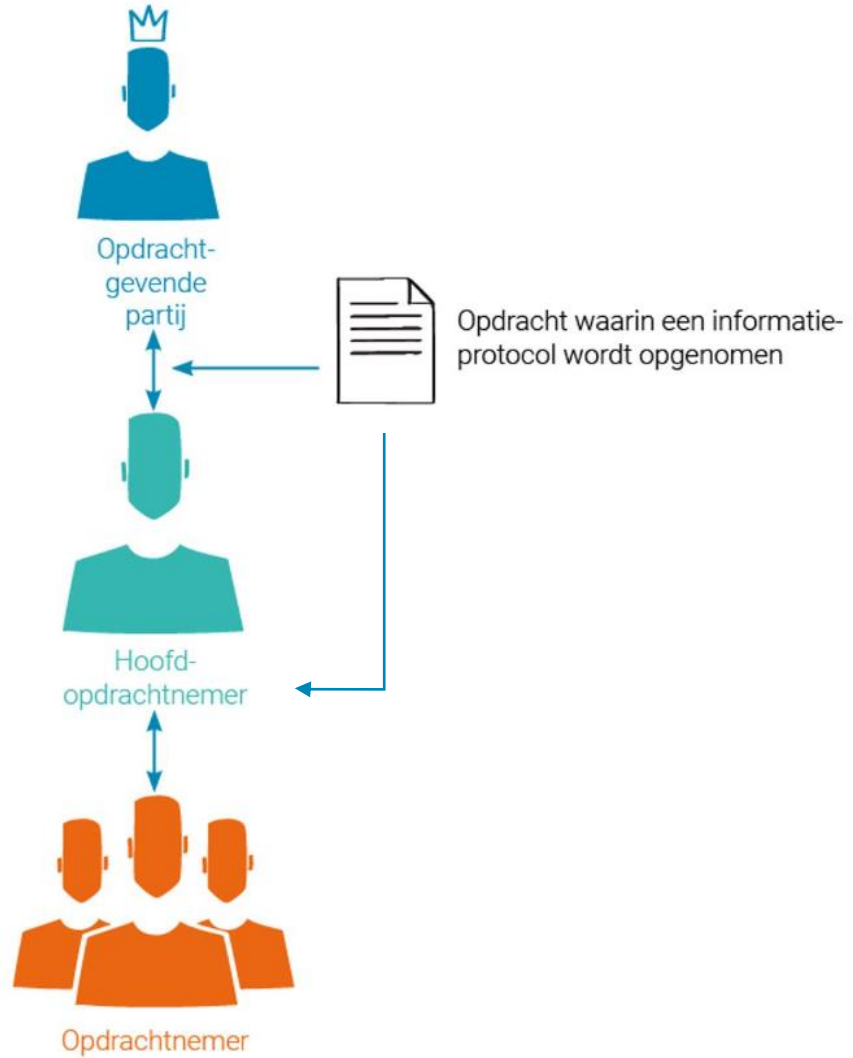 Opdracht-
gevende
partij
Opdracht waarin een informatie-
protocol wordt opgenomen
Hoofd-
opdrachtnemer
Opdrachtnemer